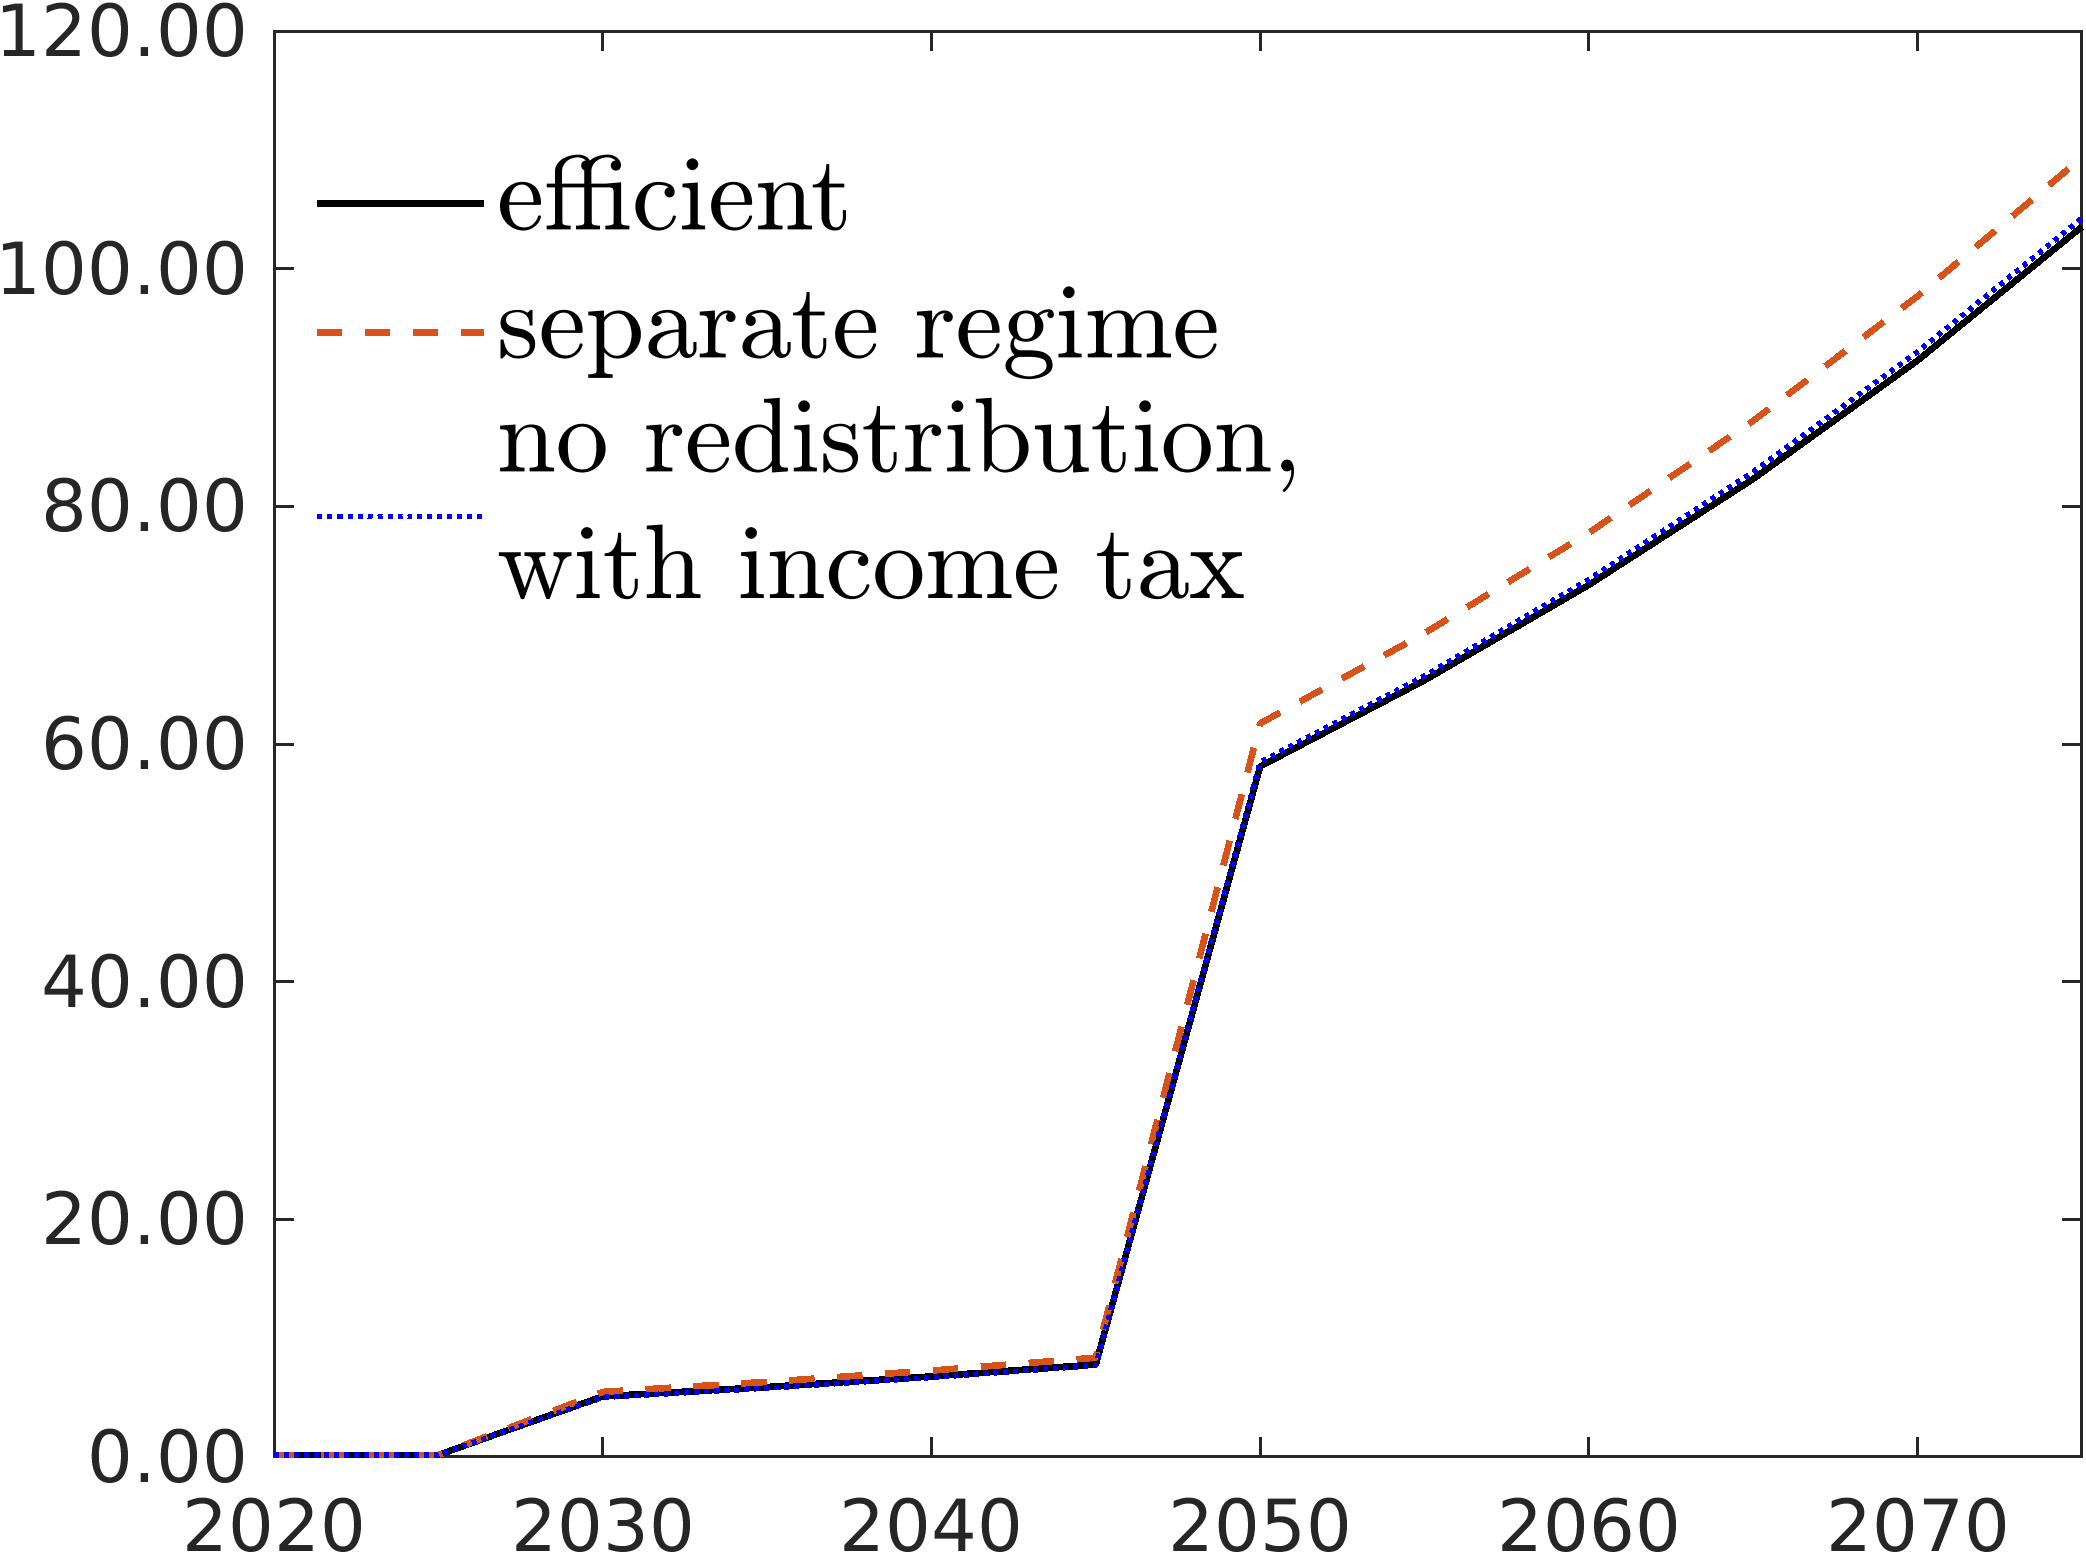 120.00
100.00
80.00
60.00
40.00
20.00
0.00
efficient
separate regime
no redistribution,
with income tax
2020 2030 2040 2050 2060 2070